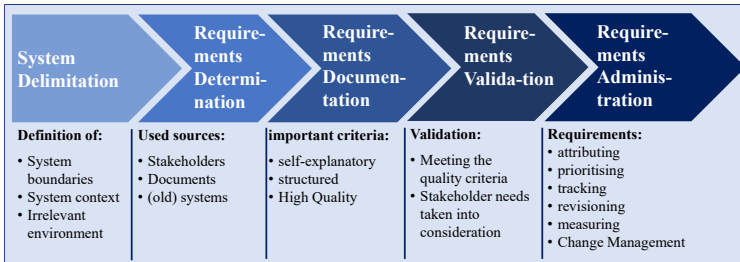 System
Delimitation
Require-
ments
Determi-
nation
Require-
ments
Documen-
tation
Require-
ments
Valida-tion
Require-
ments
Adminis-
tration
Definition of:
• System
boundaries
• System context
• Irrelevant
environment
Used sources:
• Stakeholders
• Documents
• (old) systems
important criteria:
• self-explanatory
• structured
• High Quality
Validation:
• Meeting the
quality criteria
• Stakeholder needs
taken into
consideration
Requirements:
• attributing
• prioritising
• tracking
• revisioning
• measuring
• Change Management